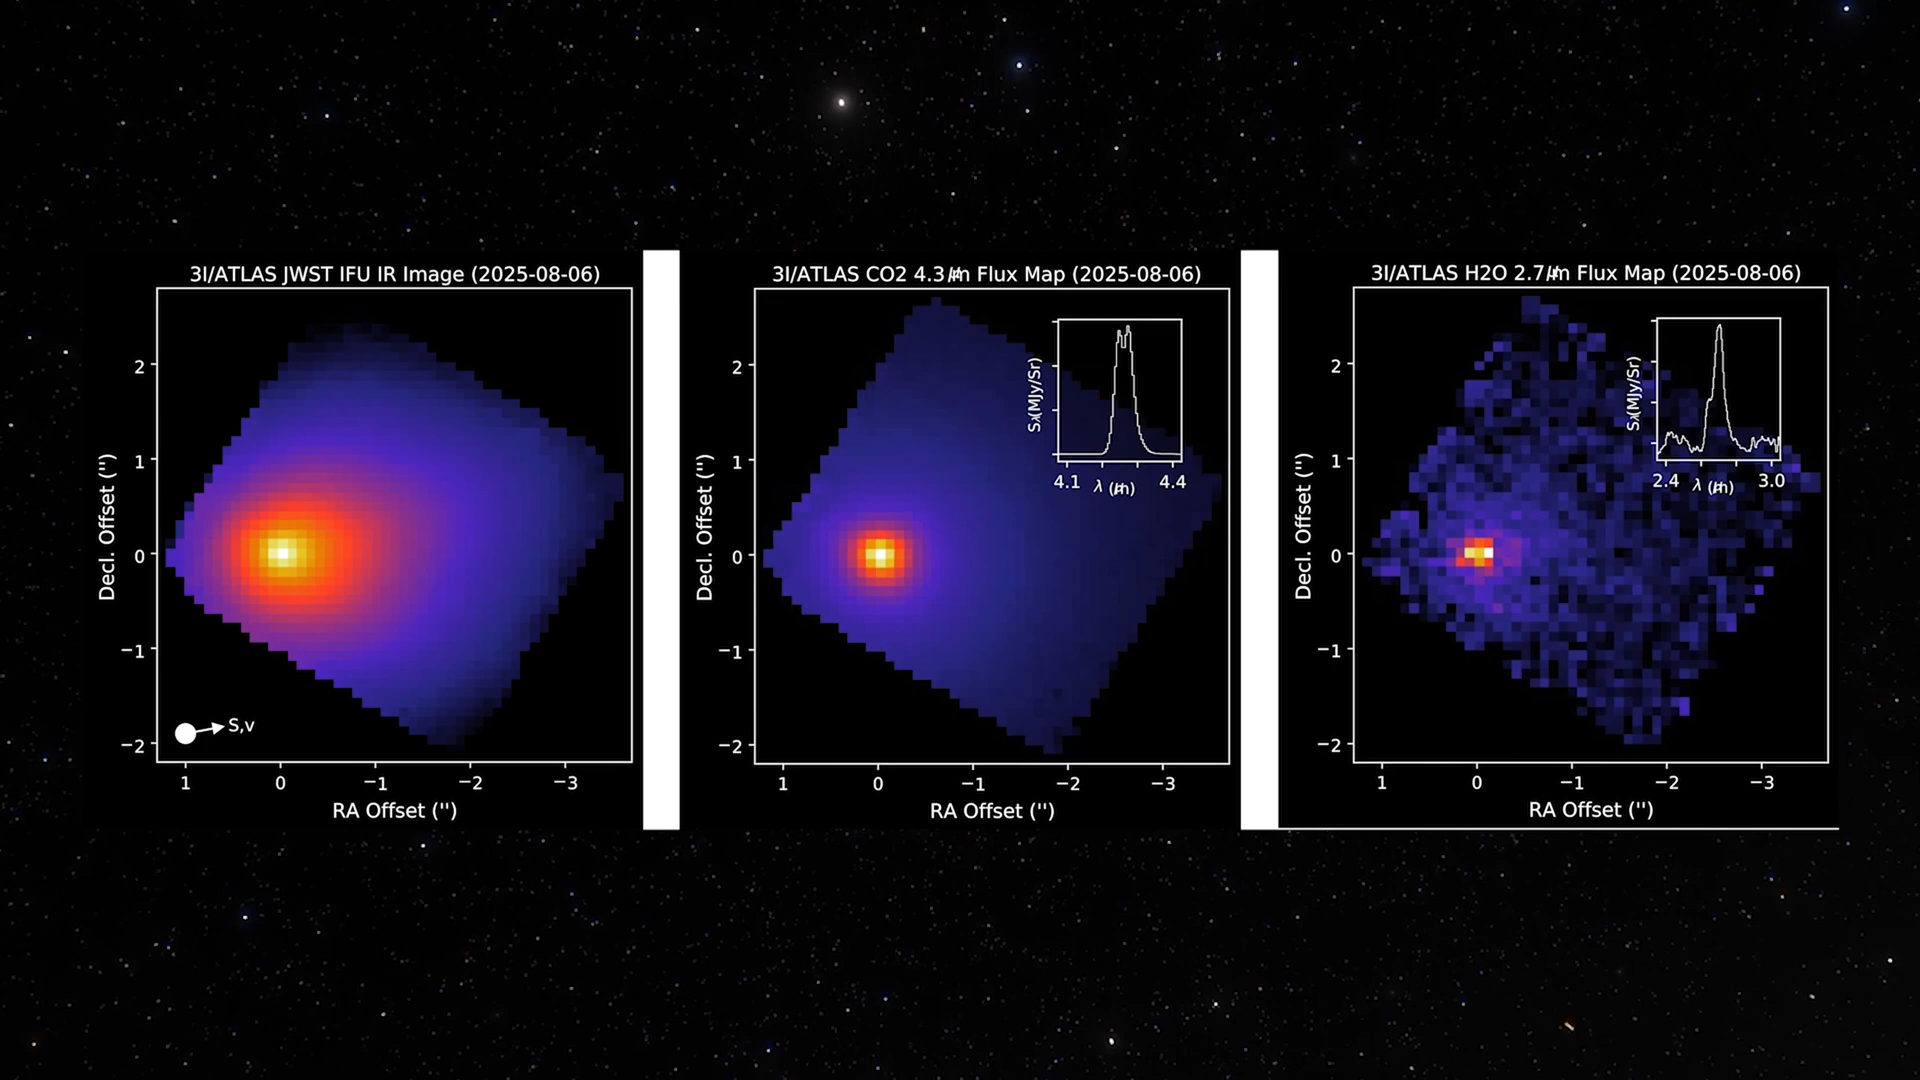 3I/ATLAS JWST IFU IR Image (2025-08-06)
Decl. Offset ('')
2
1
0
−1
−2
S,v
1 0 −1 −2 −3
RA Offset ('')
3I/ATLAS CO2 4.3μm Flux Map (2025-08-06)
Decl. Offset ('')
2
1
0
−1
−2
Sλ(MJy/Sr)
4.1 λ (μm) 4.4
1 0 −1 −2 −3
RA Offset ('')
3I/ATLAS H2O 2.7μm Flux Map (2025-08-06)
Decl. Offset ('')
2
1
0
−1
−2
Sλ(MJy/Sr)
2.4 λ (μm) 3.0
1 0 −1 −2 −3
RA Offset ('')